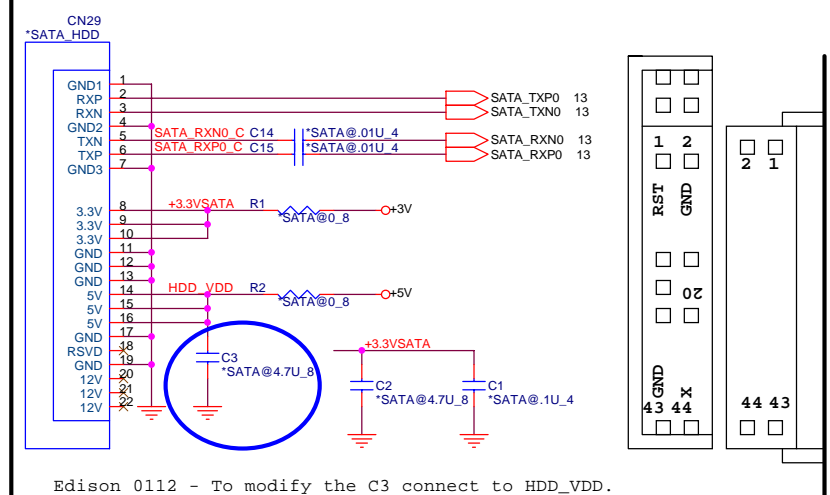 CN29
*SATA_HDD
GND1 1
RXP 2 SATA_TXP0 13
RXN 3 SATA_TXN0 13
GND2 4
TXN 5 SATA_RXN0_C C14 *SATA@.01U_4 SATA_RXN0 13
TXP 6 SATA_RXP0_C C15 *SATA@.01U_4 SATA_RXP0 13
GND3 7
3.3V 8 +3.3VSATA R1 *SATA@0_8 +3V
3.3V 9
3.3V 10
GND 11
GND 12
GND 13
5V 14 HDD_VDD R2 *SATA@0_8 +5V
5V 15
5V 16
GND 17
RSVD 18
GND 19
12V 20
12V 21
12V 22
C3
*SATA@4.7U_8
+3.3VSATA
C2
*SATA@4.7U_8
C1
*SATA@.1U_4
1 2
RST GND
20
GND X
43 44
2 1
44 43
Edison 0112 - To modify the C3 connect to HDD_VDD.